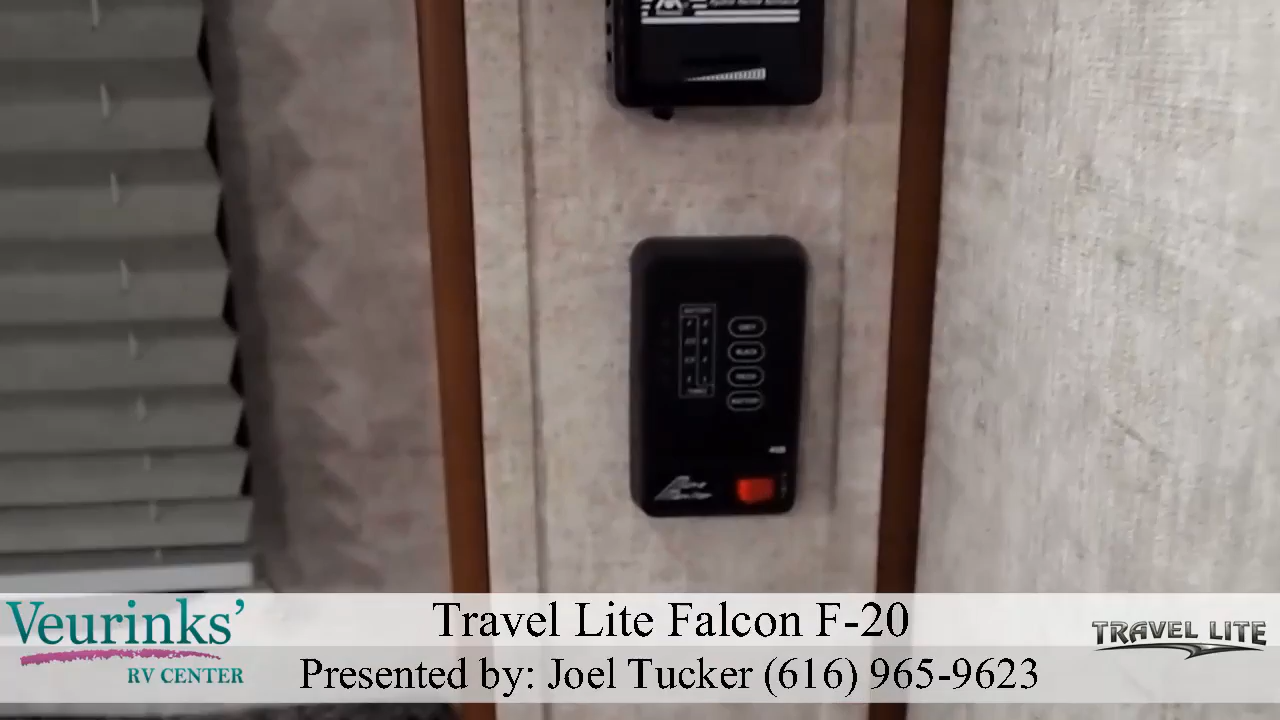 GREY
BLACK
FRESH
BATTERY
Veurinks'
RV CENTER
Travel Lite Falcon F-20
Presented by: Joel Tucker (616) 965-9623
TRAVEL LITE